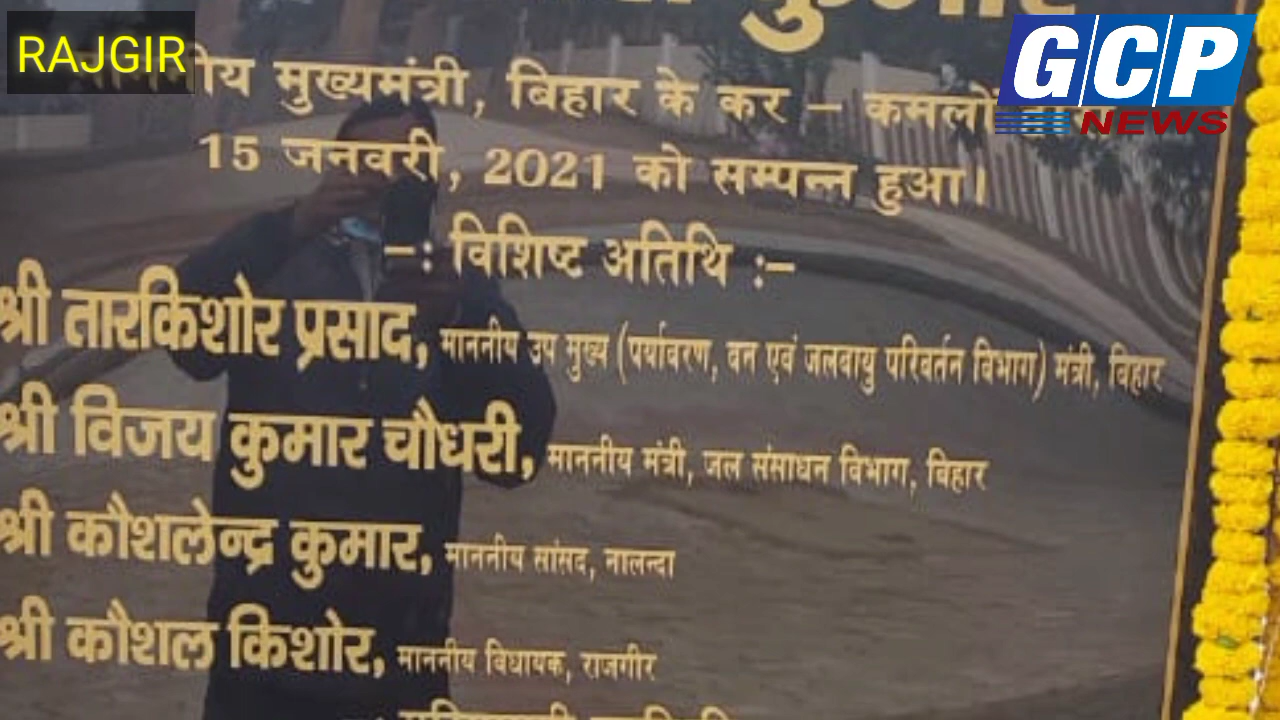 RAJGIR
GCP
NEWS
कुमार
मुख्यमंत्री, बिहार के कर – कमलों
15 जनवरी, 2021 को सम्पन्न हुआ।
–: विशिष्ट अतिथि :–
श्री तारकिशोर प्रसाद, माननीय उप मुख्य (पर्यावरण, वन एवं जलवायु परिवर्तन विभाग) मंत्री, बिहार
श्री विजय कुमार चौधरी, माननीय मंत्री, जल संसाधन विभाग, बिहार
श्री कौशलेन्द्र कुमार, माननीय सांसद, नालन्दा
श्री कौशल किशोर, माननीय विधायक, राजगीर